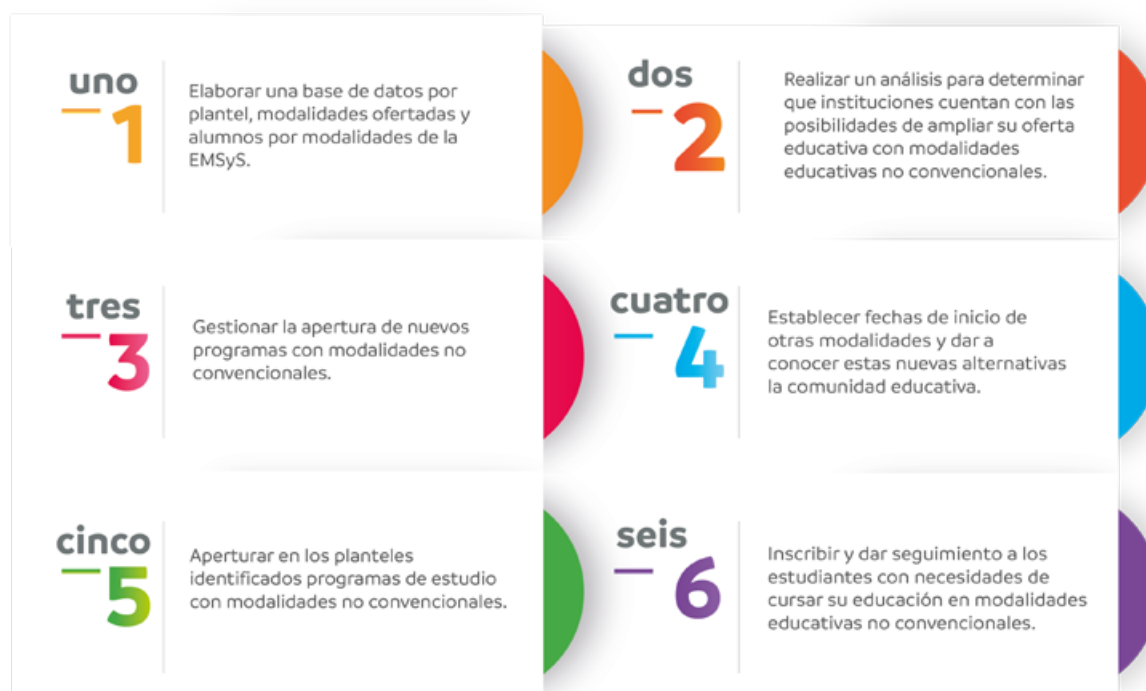 uno
1
Elaborar una base de datos por
plantel, modalidades ofertadas y
alumnos por modalidades de la
EMSyS.
dos
2
Realizar un análisis para determinar
que instituciones cuentan con las
posibilidades de ampliar su oferta
educativa con modalidades
educativas no convencionales.
tres
3
Gestionar la apertura de nuevos
programas con modalidades no
convencionales.
cuatro
4
Establecer fechas de inicio de
otras modalidades y dar a
conocer estas nuevas alternativas
la comunidad educativa.
cinco
5
Aperturar en los planteles
identificados programas de estudio
con modalidades no convencionales.
seis
6
Inscribir y dar seguimiento a los
estudiantes con necesidades de
cursar su educación en modalidades
educativas no convencionales.